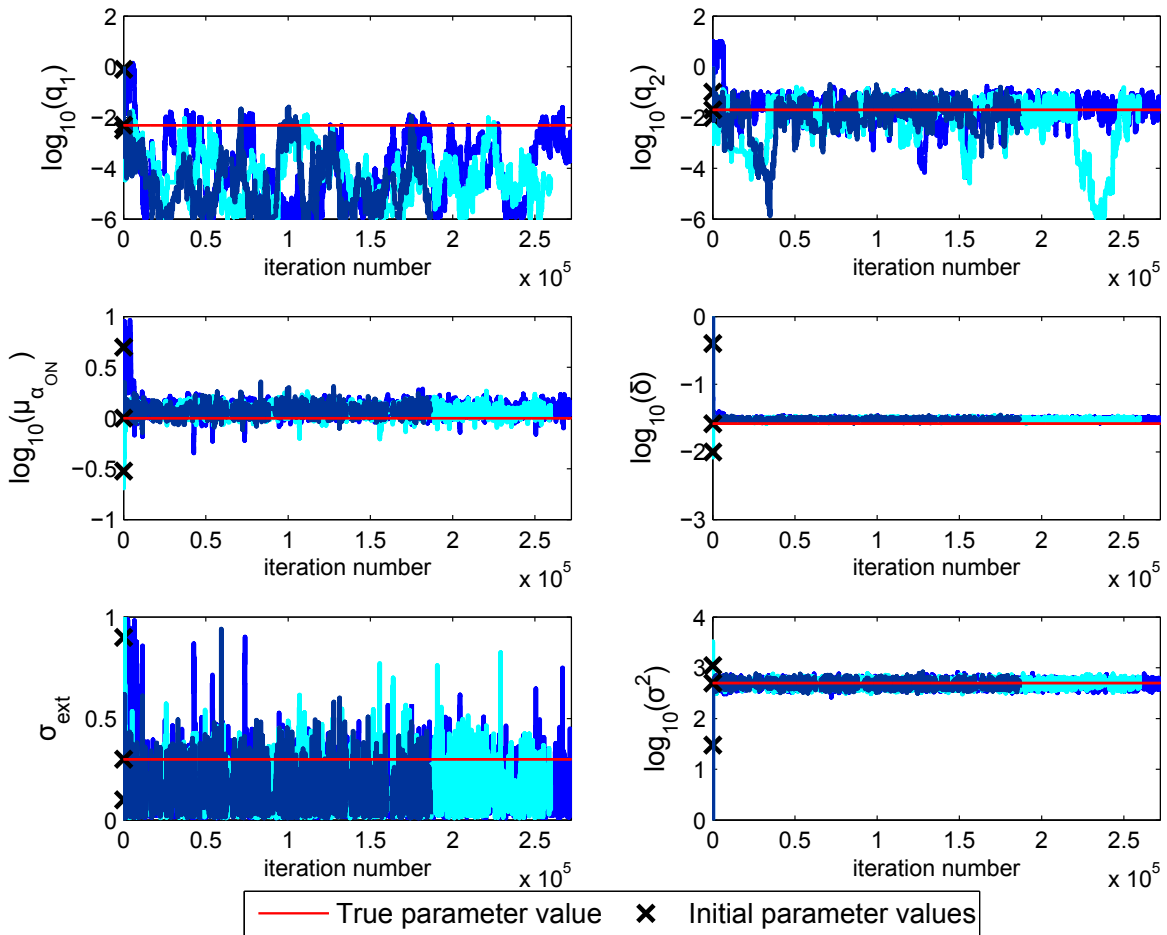 log10(q1)
2
0
−2
−4
−6
0 0.5 1 1.5 2 2.5
iteration number
x 10^5
log10(q2)
2
0
−2
−4
−6
0 0.5 1 1.5 2 2.5
iteration number
x 10^5
log10(μαON)
1
0.5
0
−0.5
−1
0 0.5 1 1.5 2 2.5
iteration number
x 10^5
log10(δ̄)
0
−1
−2
−3
0 0.5 1 1.5 2 2.5
iteration number
x 10^5
σext
1
0.5
0
0 0.5 1 1.5 2 2.5
iteration number
x 10^5
log10(σ²)
4
3
2
1
0
0 0.5 1 1.5 2 2.5
iteration number
x 10^5
True parameter value Initial parameter values